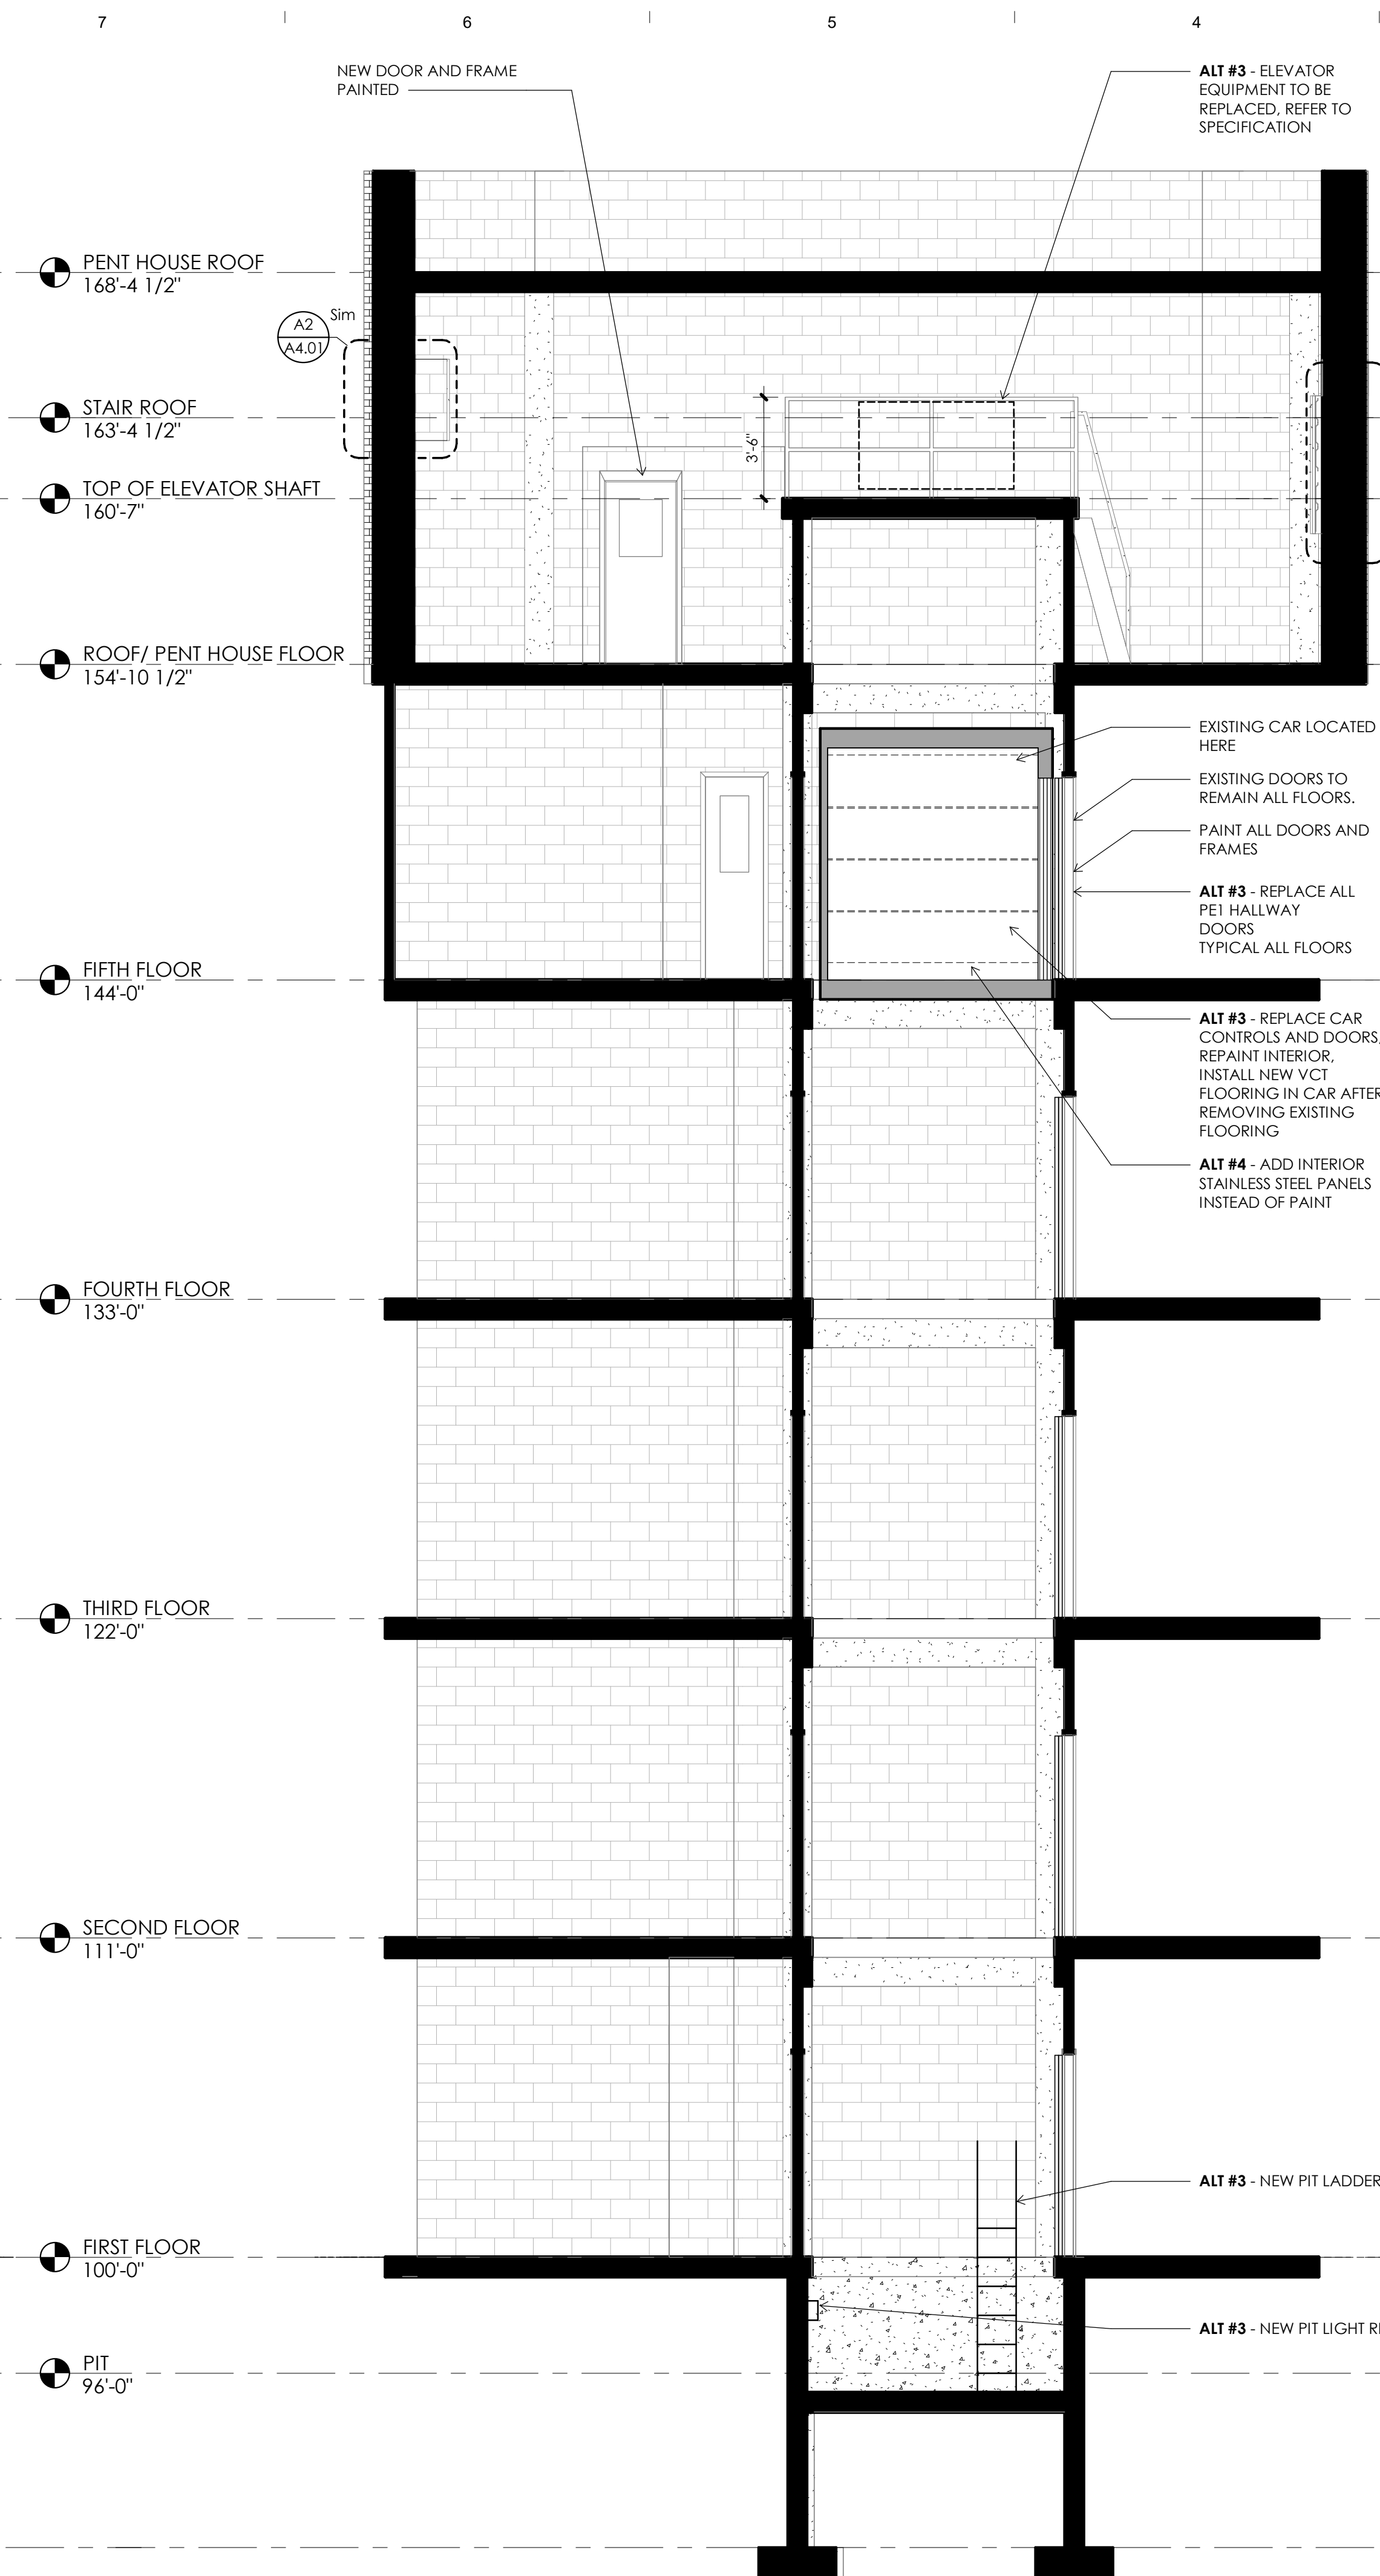 7 6 5 4
NEW DOOR AND FRAME
PAINTED
ALT #3 - ELEVATOR
EQUIPMENT TO BE
REPLACED, REFER TO
SPECIFICATION
PENT HOUSE ROOF
168'-4 1/2"
A2
A4.01
Sim
STAIR ROOF
163'-4 1/2"
3'-6"
TOP OF ELEVATOR SHAFT
160'-7"
ROOF/ PENT HOUSE FLOOR
154'-10 1/2"
EXISTING CAR LOCATED
HERE
EXISTING DOORS TO
REMAIN ALL FLOORS.
PAINT ALL DOORS AND
FRAMES
ALT #3 - REPLACE ALL
PE1 HALLWAY
DOORS
TYPICAL ALL FLOORS
FIFTH FLOOR
144'-0"
ALT #3 - REPLACE CAR
CONTROLS AND DOORS,
REPAINT INTERIOR,
INSTALL NEW VCT
FLOORING IN CAR AFTER
REMOVING EXISTING
FLOORING
ALT #4 - ADD INTERIOR
STAINLESS STEEL PANELS
INSTEAD OF PAINT
FOURTH FLOOR
133'-0"
THIRD FLOOR
122'-0"
SECOND FLOOR
111'-0"
ALT #3 - NEW PIT LADDER
FIRST FLOOR
100'-0"
ALT #3 - NEW PIT LIGHT
PIT
96'-0"